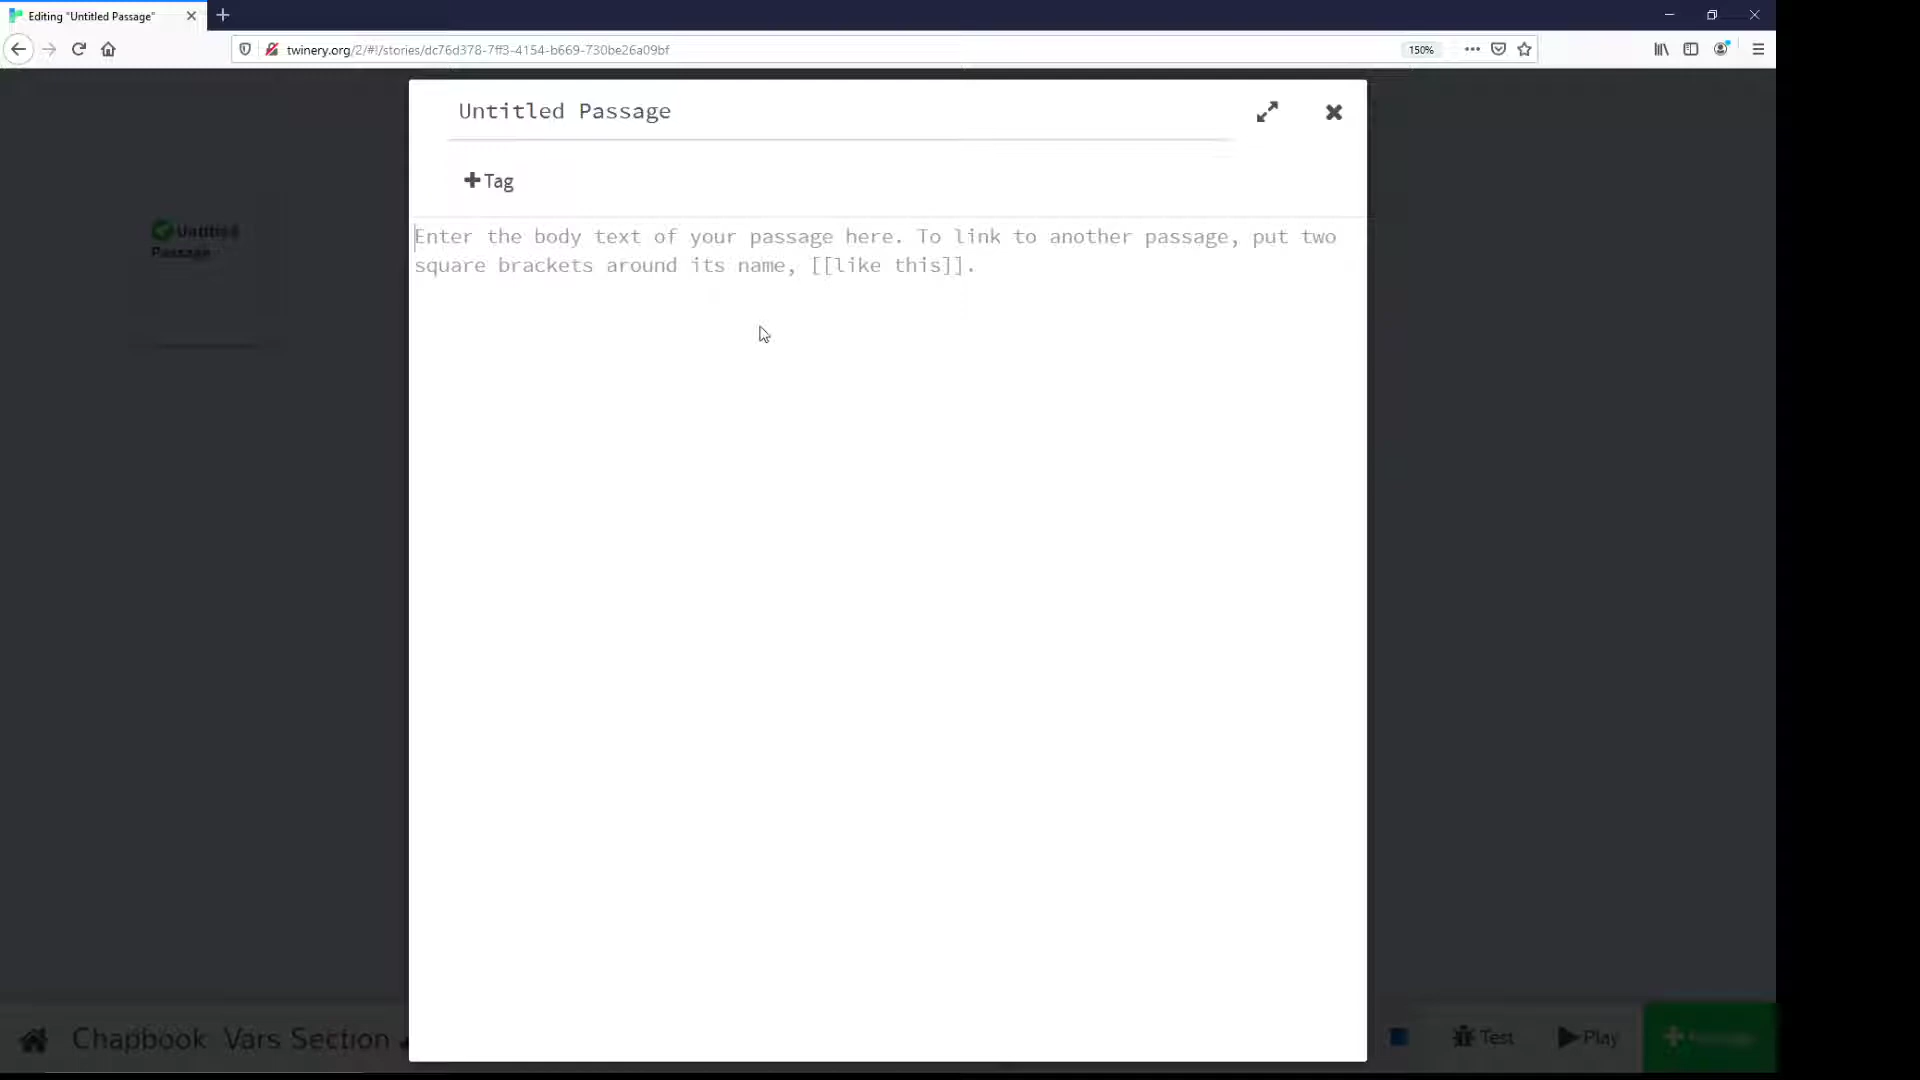 Editing "Untitled Passage"
twinery.org/2/#!/stories/dc76d378-7ff3-4154-b669-730be26a09bf
150%
Untitled Passage
+Tag
Enter the body text of your passage here. To link to another passage, put two
square brackets around its name, [[like this]].
Untitled
Passage
Chapbook Vars Section
Test
Play